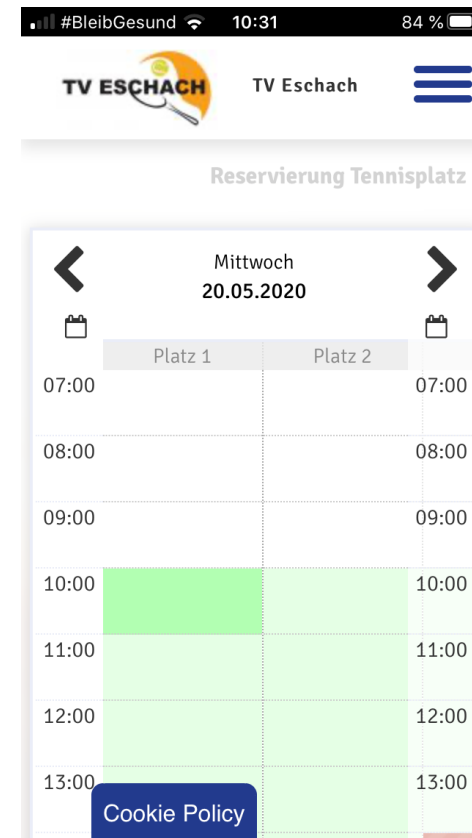 #BleibGesund 10:31 84 %
TV ESCHACH
TV Eschach
Reservierung Tennisplatz
Mittwoch
20.05.2020
Platz 1 Platz 2
07:00 07:00
08:00 08:00
09:00 09:00
10:00 10:00
11:00 11:00
12:00 12:00
13:00 13:00
Cookie Policy